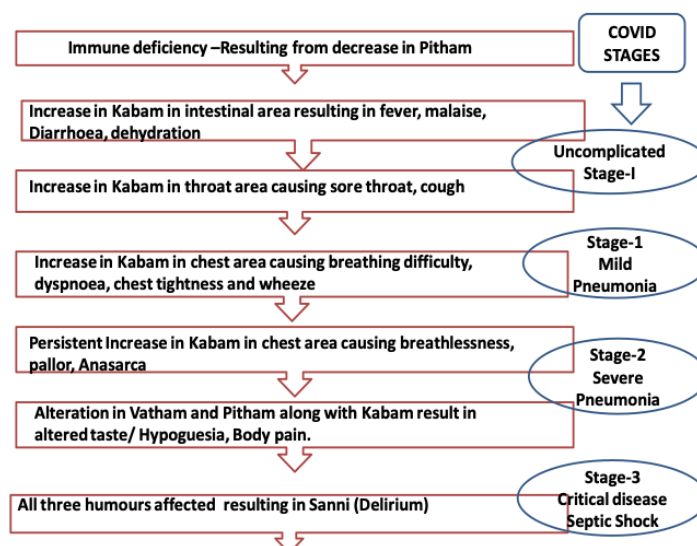 Immune deficiency –Resulting from decrease in Pitham
COVID
STAGES
Increase in Kabam in intestinal area resulting in fever, malaise,
Diarrhoea, dehydration
Uncomplicated
Stage-I
Increase in Kabam in throat area causing sore throat, cough
Stage-1
Mild
Pneumonia
Increase in Kabam in chest area causing breathing difficulty,
dyspnoea, chest tightness and wheeze
Persistent Increase in Kabam in chest area causing breathlessness,
pallor, Anasarca
Stage-2
Severe
Pneumonia
Alteration in Vatham and Pitham along with Kabam result in
altered taste/ Hypoguesia, Body pain.
Stage-3
Critical disease
Septic Shock
All three humours affected resulting in Sanni (Delirium)